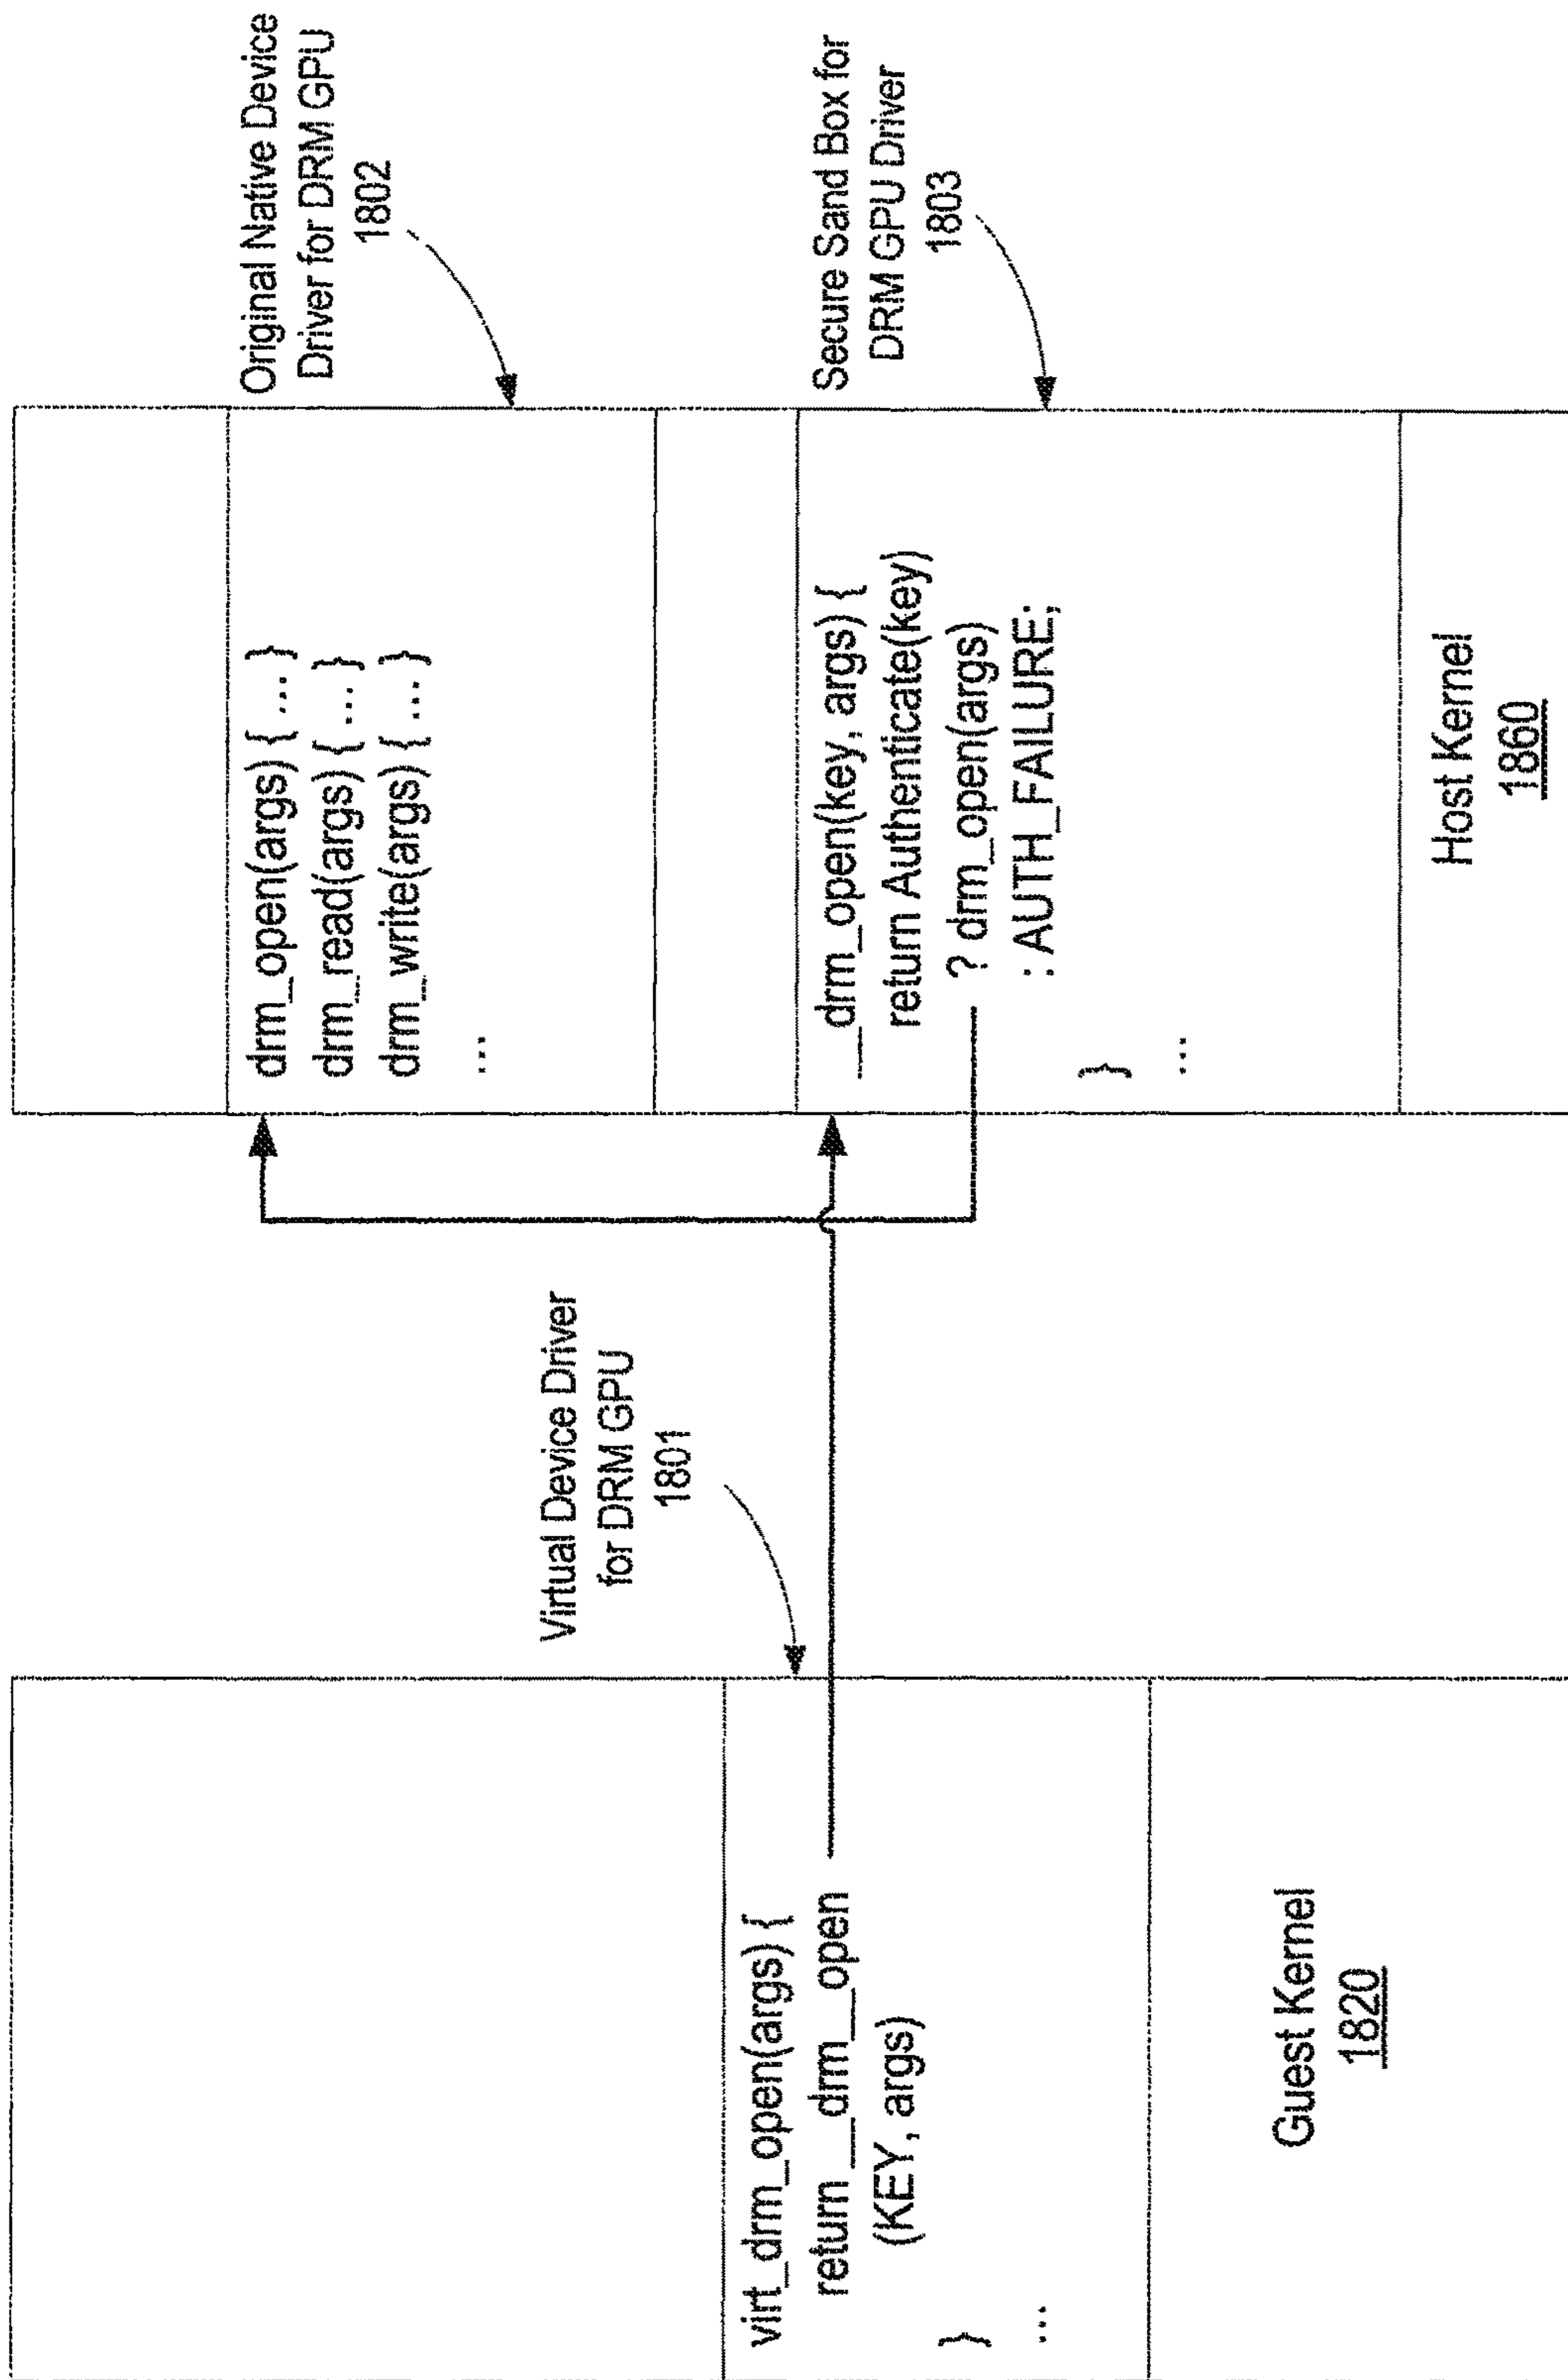 virt_drm_open(args) {
return __drm__open
(KEY, args)
}
...
Guest Kernel
1820
Virtual Device Driver
for DRM GPU
1801
drm_open(args) { ... }
drm_read(args) { ... }
drm_write(args) { ... }
...
__drm_open(key, args) {
return Authenticate(key)
? drm_open(args)
: AUTH_FAILURE;
}
...
Host Kernel
1860
Original Native Device
Driver for DRM GPU
1802
Secure Sand Box for
DRM GPU Driver
1803